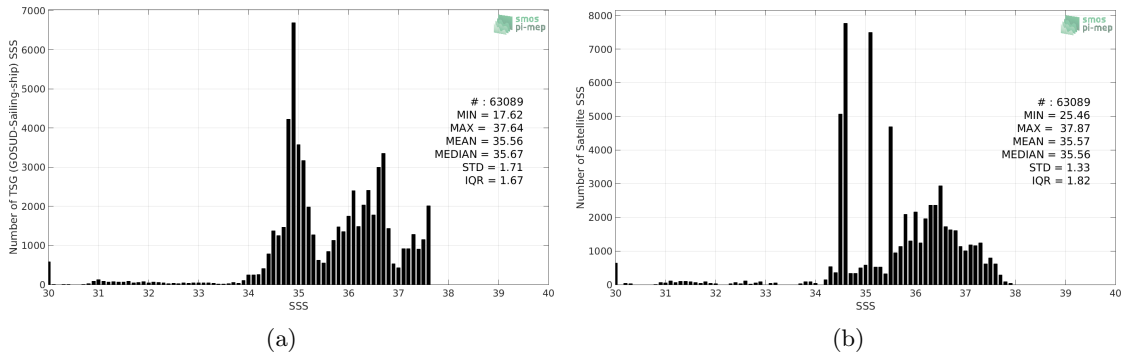 smos
pi-mep
7000
6000
5000
4000
3000
2000
1000
0
Number of TSG (GOSUD-Sailing-ship) SSS
# : 63089
MIN = 17.62
MAX = 37.64
MEAN = 35.56
MEDIAN = 35.67
STD = 1.71
IQR = 1.67
30 31 32 33 34 35 36 37 38 39 40
SSS
(a)
smos
pi-mep
8000
7000
6000
5000
4000
3000
2000
1000
0
Number of Satellite SSS
# : 63089
MIN = 25.46
MAX = 37.87
MEAN = 35.57
MEDIAN = 35.56
STD = 1.33
IQR = 1.82
30 31 32 33 34 35 36 37 38 39 40
SSS
(b)